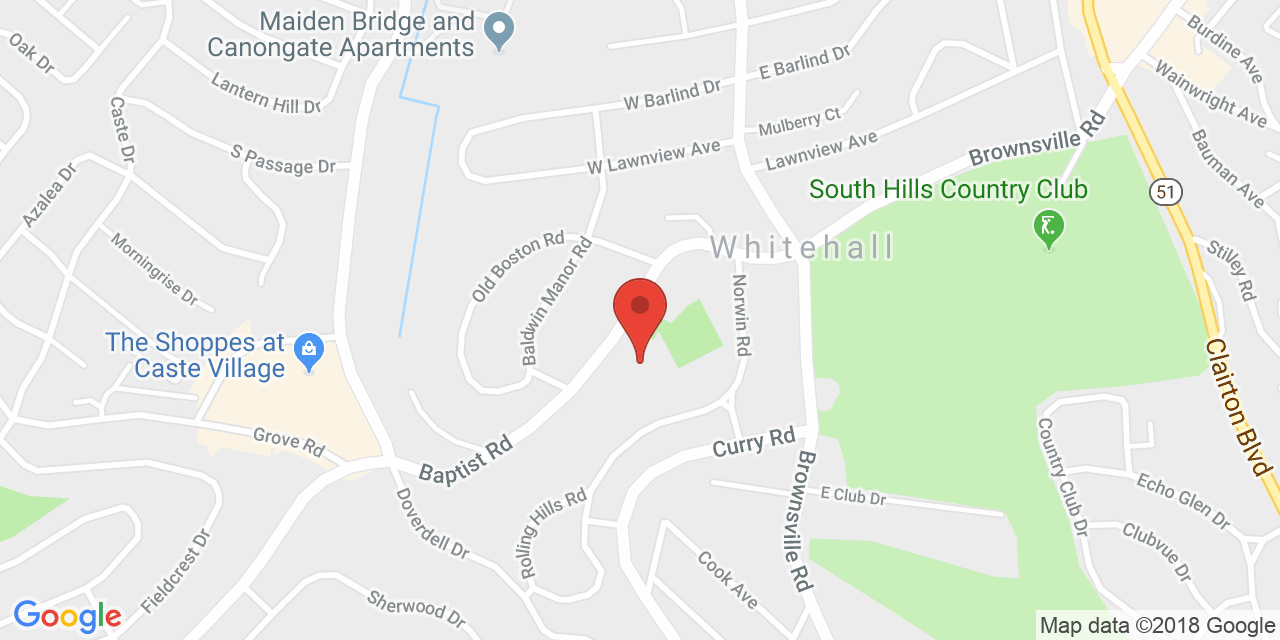 Maiden Bridge and
Canongate Apartments
Oak Dr
Lantern Hill Dr
Caste Dr
S Passage Dr
Azalea Dr
Morningrise Dr
W Barlind Dr
E Barlind Dr
Mulberry Ct
W Lawnview Ave
Lawnview Ave
Brownsville Rd
Burdine Ave
Wainwright Ave
Bauman Ave
51
South Hills Country Club
Whitehall
Stilley Rd
Old Boston Rd
Baldwin Manor Rd
Norwin Rd
The Shoppes at
Caste Village
Clairton Blvd
Grove Rd
Baptist Rd
Curry Rd
Brownsville Rd
E Club Dr
Country Club Dr
Echo Glen Dr
Clubvue Dr
Doverdell Dr
Rolling Hills Rd
Fieldcrest Dr
Sherwood Dr
Cook Ave
Google
Map data ©2018 Google